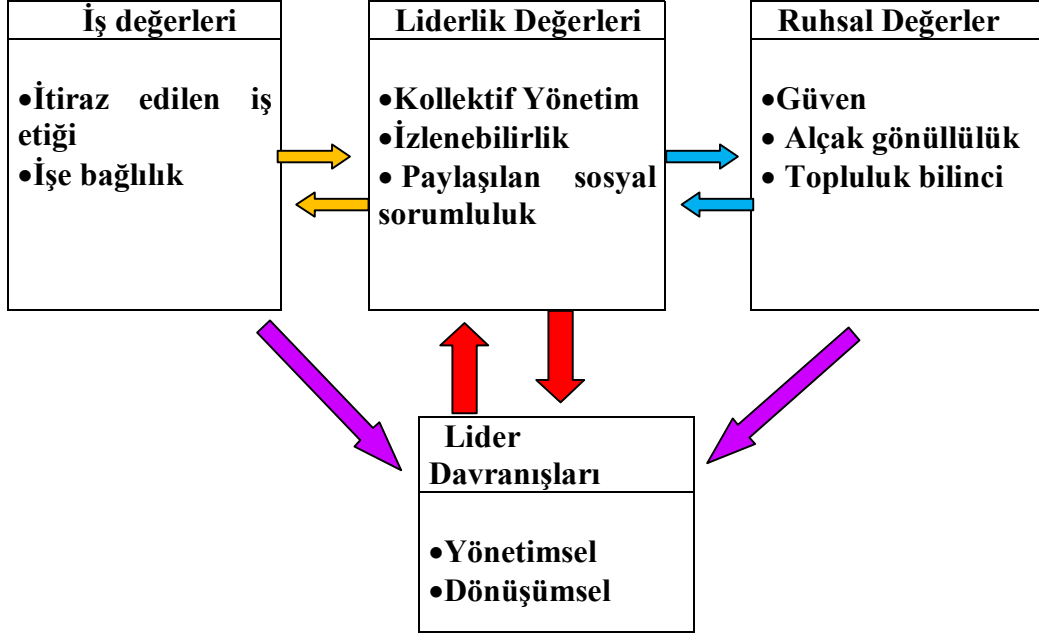 İş değerleri
•İtiraz edilen iş
etiği
•İşe bağlılık
Liderlik Değerleri
•Kollektif Yönetim
•İzlenebilirlik
• Paylaşılan sosyal
sorumluluk
Ruhsal Değerler
•Güven
• Alçak gönüllülük
• Topluluk bilinci
Lider
Davranışları
•Yönetimsel
•Dönüşümsel